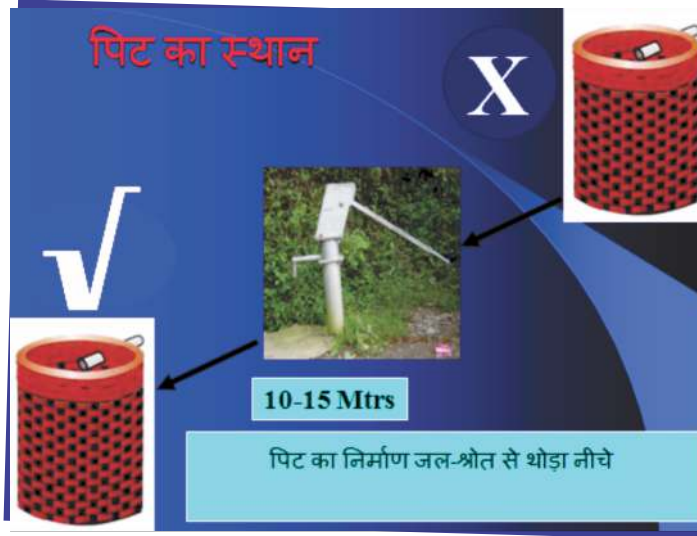 पिट का स्थान
X
√
10-15 Mtrs
पिट का निर्माण जल-श्रोत से थोड़ा नीचे